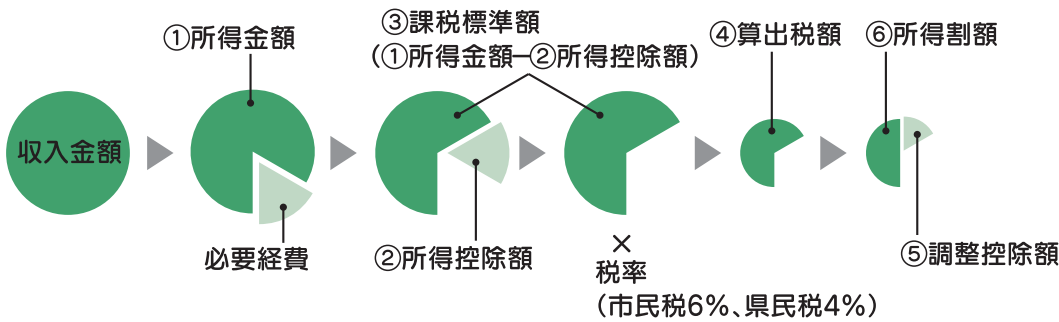 収入金額
①所得金額
必要経費
③課税標準額
（①所得金額ー②所得控除額）
②所得控除額
×
税率
（市民税6％、県民税4％）
④算出税額
⑥所得割額
⑤調整控除額